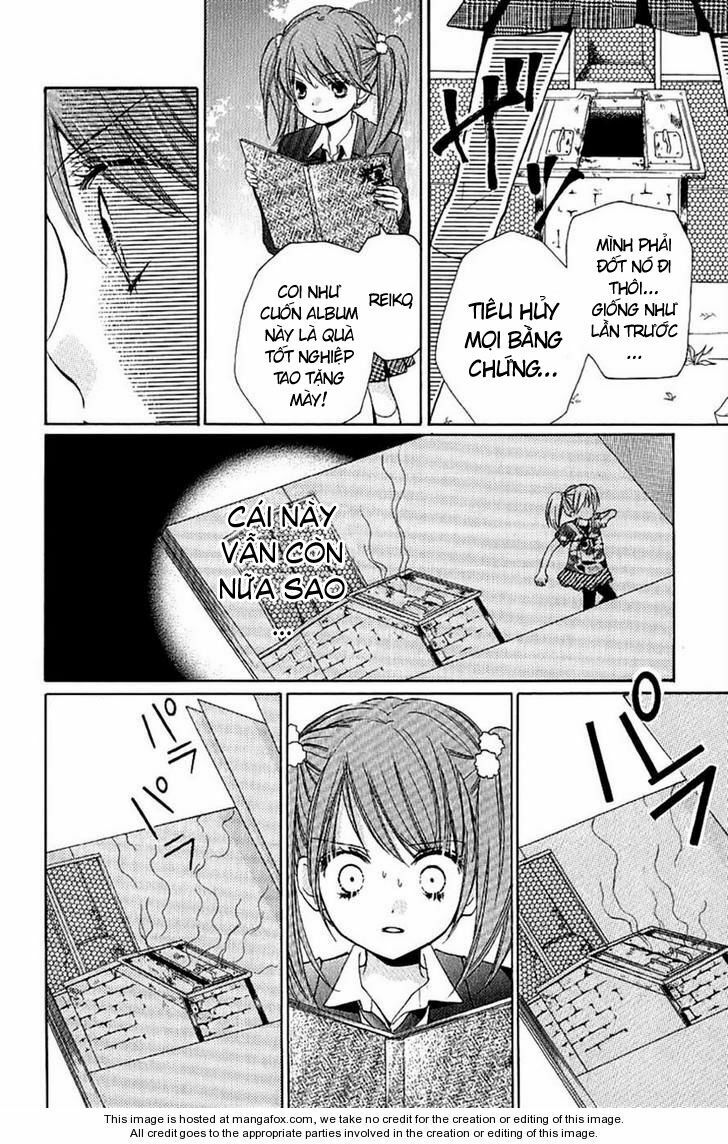 MÌNH PHẢI
ĐỐT NÓ ĐI
THÔI...
GIỐNG NHƯ
LẦN TRƯỚC
...
TIÊU HỦY
MỌI BẰNG
CHỨNG...
ザッ
REIKO,
COI NHƯ
CUỐN ALBUM
NÀY LÀ QUÀ
TỐT NGHIỆP
TAO TẶNG
MÀY!
CÁI NÀY
VẪN CÒN
NỮA SAO
...
パラ
パラ
This image is hosted at mangafox.com, we take no credit for the creation or editing of this image.
All credit goes to the appropriate parties involved in the creation or editing of this image.